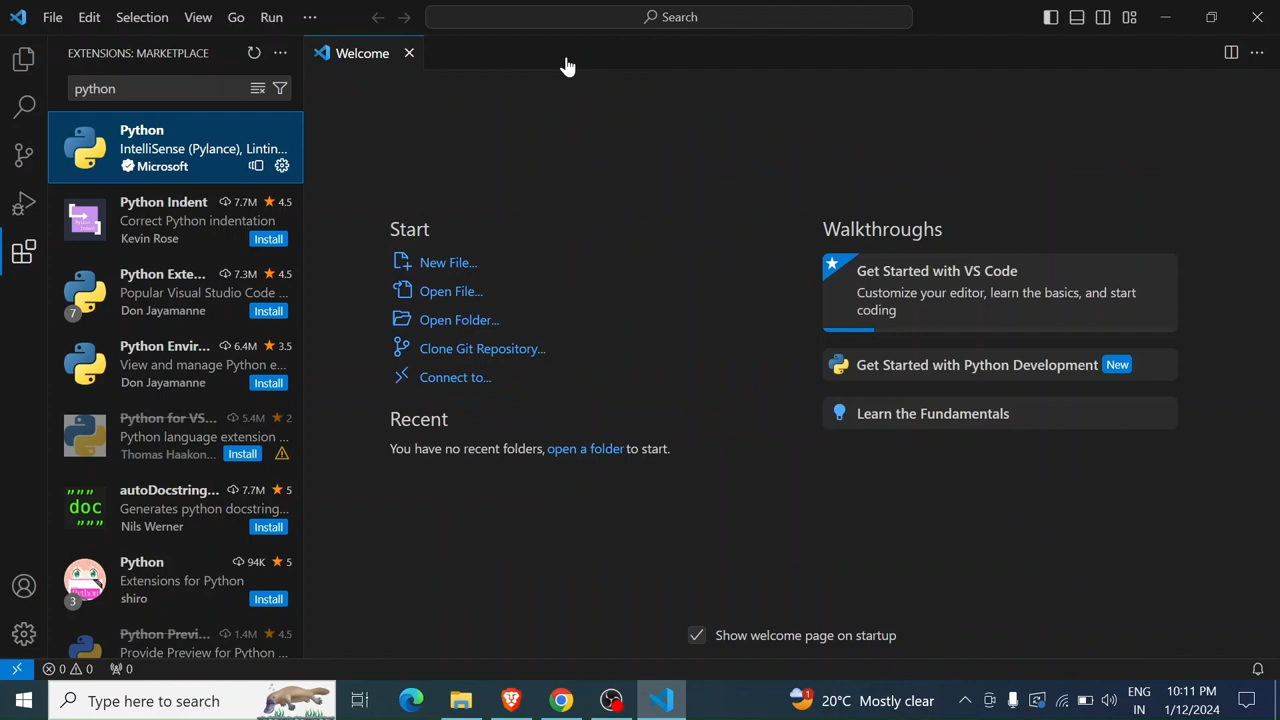 File Edit Selection View Go Run ···
Search
EXTENSIONS: MARKETPLACE
Welcome
python
Python
IntelliSense (Pylance), Lintin...
Microsoft
Python Indent 7.7M 4.5
Correct Python indentation
Kevin Rose Install
Python Exte... 7.3M 4.5
Popular Visual Studio Code ...
7 Don Jayamanne Install
Python Envir... 6.4M 3.5
View and manage Python e...
Don Jayamanne Install
Python for VS... 5.4M 2
Python language extension ...
Thomas Haakon... Install
autoDocstring... 7.7M 5
""" doc """
Generates python docstring...
Nils Werner Install
Python 94K 5
Extensions for Python
3 shiro Install
Python Previ... 1.4M 4.5
Provide Preview for Python ...
Start
New File...
Open File...
Open Folder...
Clone Git Repository...
Connect to...
Recent
You have no recent folders, open a folder to start.
Walkthroughs
Get Started with VS Code
Customize your editor, learn the basics, and start
coding
Get Started with Python Development New
Learn the Fundamentals
Show welcome page on startup
0 0 0
Type here to search
1 20°C Mostly clear
ENG
IN
10:11 PM
1/12/2024